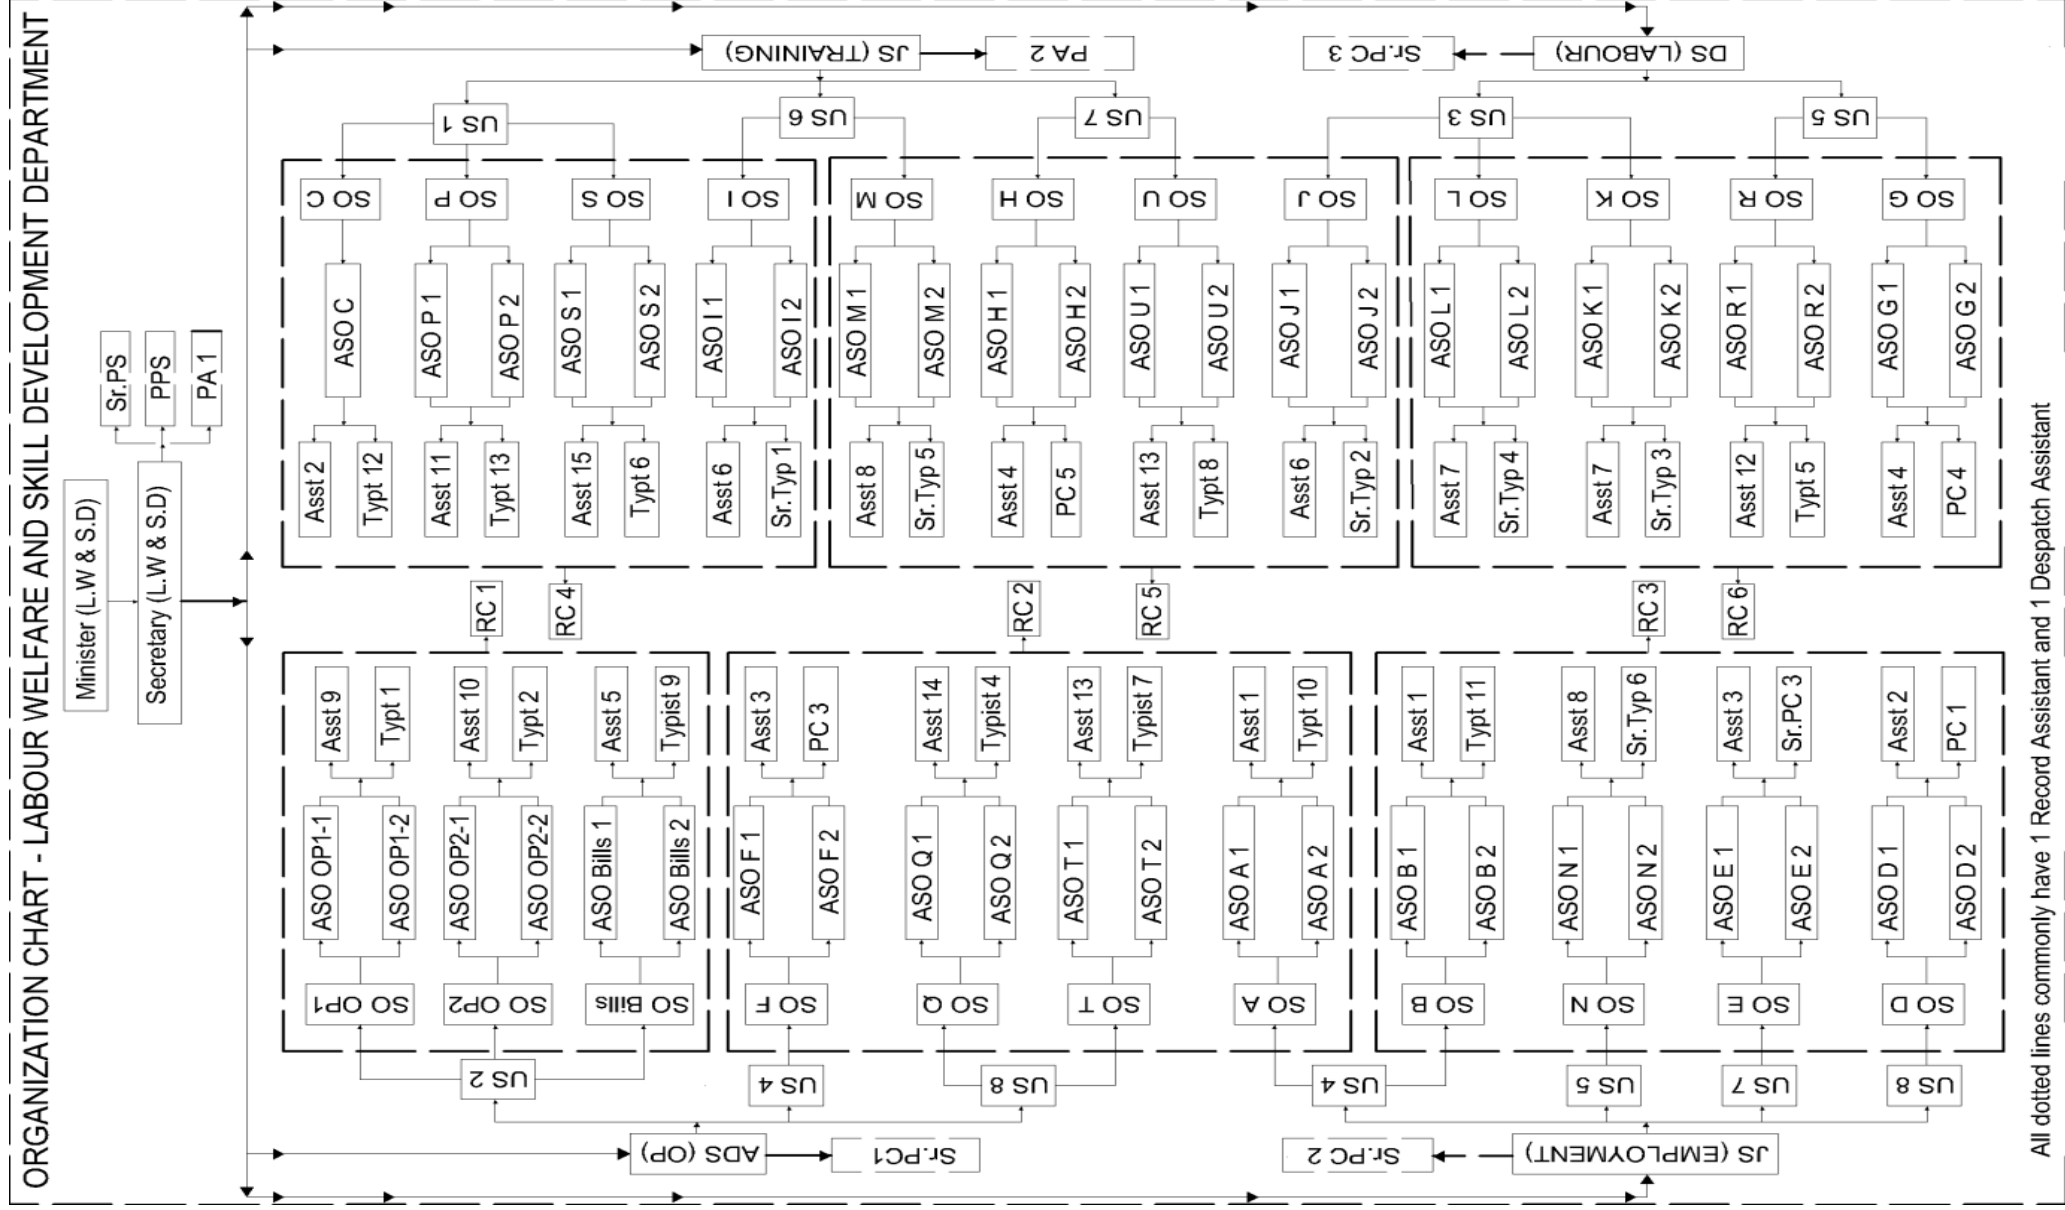 ORGANIZATION CHART - LABOUR WELFARE AND SKILL DEVELOPMENT DEPARTMENT
Minister (L.W & S.D)
Secretary (L.W & S.D)
Sr.PS
PPS
PA 1
JS (TRAINING)
PA 2
DS (LABOUR)
Sr.PC 3
US 1
US 6
US 7
US 3
US 5
SO C
SO P
SO S
SO I
SO M
SO H
SO U
SO J
SO L
SO K
SO R
SO G
ASO C
ASO P 1
ASO P 2
ASO S 1
ASO S 2
ASO I 1
ASO I 2
ASO M 1
ASO M 2
ASO H 1
ASO H 2
ASO U 1
ASO U 2
ASO J 1
ASO J 2
ASO L 1
ASO L 2
ASO K 1
ASO K 2
ASO R 1
ASO R 2
ASO G 1
ASO G 2
Asst 2
Typt 12
Asst 11
Typt 13
Asst 15
Typt 6
Asst 6
Sr.Typ 1
Asst 8
Sr.Typ 5
Asst 4
PC 5
Asst 13
Typt 8
Asst 6
Sr.Typ 2
Asst 7
Sr.Typ 4
Asst 7
Sr.Typ 3
Asst 12
Typt 5
Asst 4
PC 4
RC 1
RC 4
RC 2
RC 5
RC 3
RC 6
Asst 9
Typt 1
Asst 10
Typt 2
Asst 5
Typist 9
Asst 3
PC 3
Asst 14
Typist 4
Asst 13
Typist 7
Asst 1
Typt 10
Asst 1
Typt 11
Asst 8
Sr.Typ 6
Asst 3
Sr.PC 3
Asst 2
PC 1
ASO OP1-1
ASO OP1-2
ASO OP2-1
ASO OP2-2
ASO Bills 1
ASO Bills 2
ASO F 1
ASO F 2
ASO Q 1
ASO Q 2
ASO T 1
ASO T 2
ASO A 1
ASO A 2
ASO B 1
ASO B 2
ASO N 1
ASO N 2
ASO E 1
ASO E 2
ASO D 1
ASO D 2
SO OP1
SO OP2
SO Bills
SO F
SO Q
SO T
SO A
SO B
SO N
SO E
SO D
US 2
US 4
US 8
US 4
US 5
US 7
US 8
ADS (OP)
Sr.PC1
Sr.PC 2
JS (EMPLOYMENT)
All dotted lines commonly have 1 Record Assistant and 1 Despatch Assistant